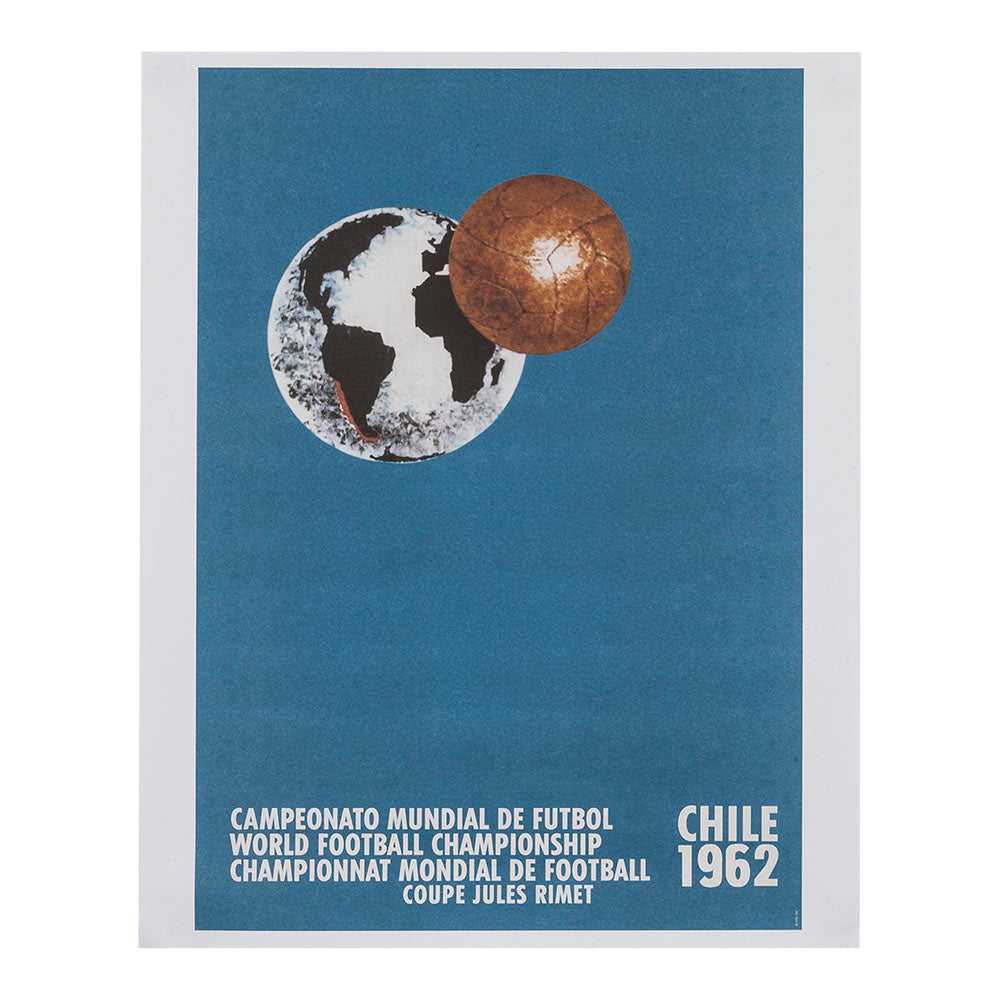 CAMPEONATO MUNDIAL DE FUTBOL
WORLD FOOTBALL CHAMPIONSHIP
CHAMPIONNAT MONDIAL DE FOOTBALL
COUPE JULES RIMET
CHILE
1962